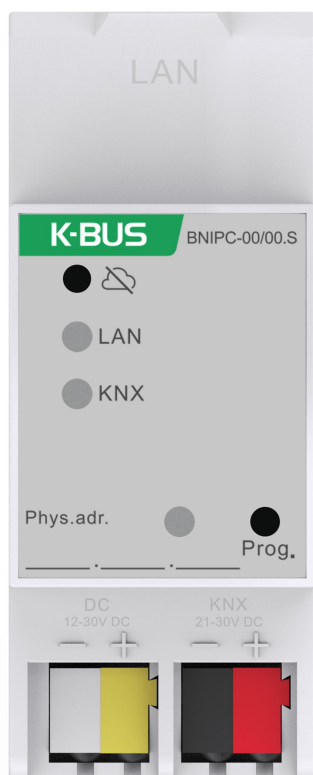 LAN
K-BUS
BNIPC-00/00.S
LAN
KNX
Phys.adr.
Prog.
DC KNX
12-30V DC 21-30V DC
− + − +